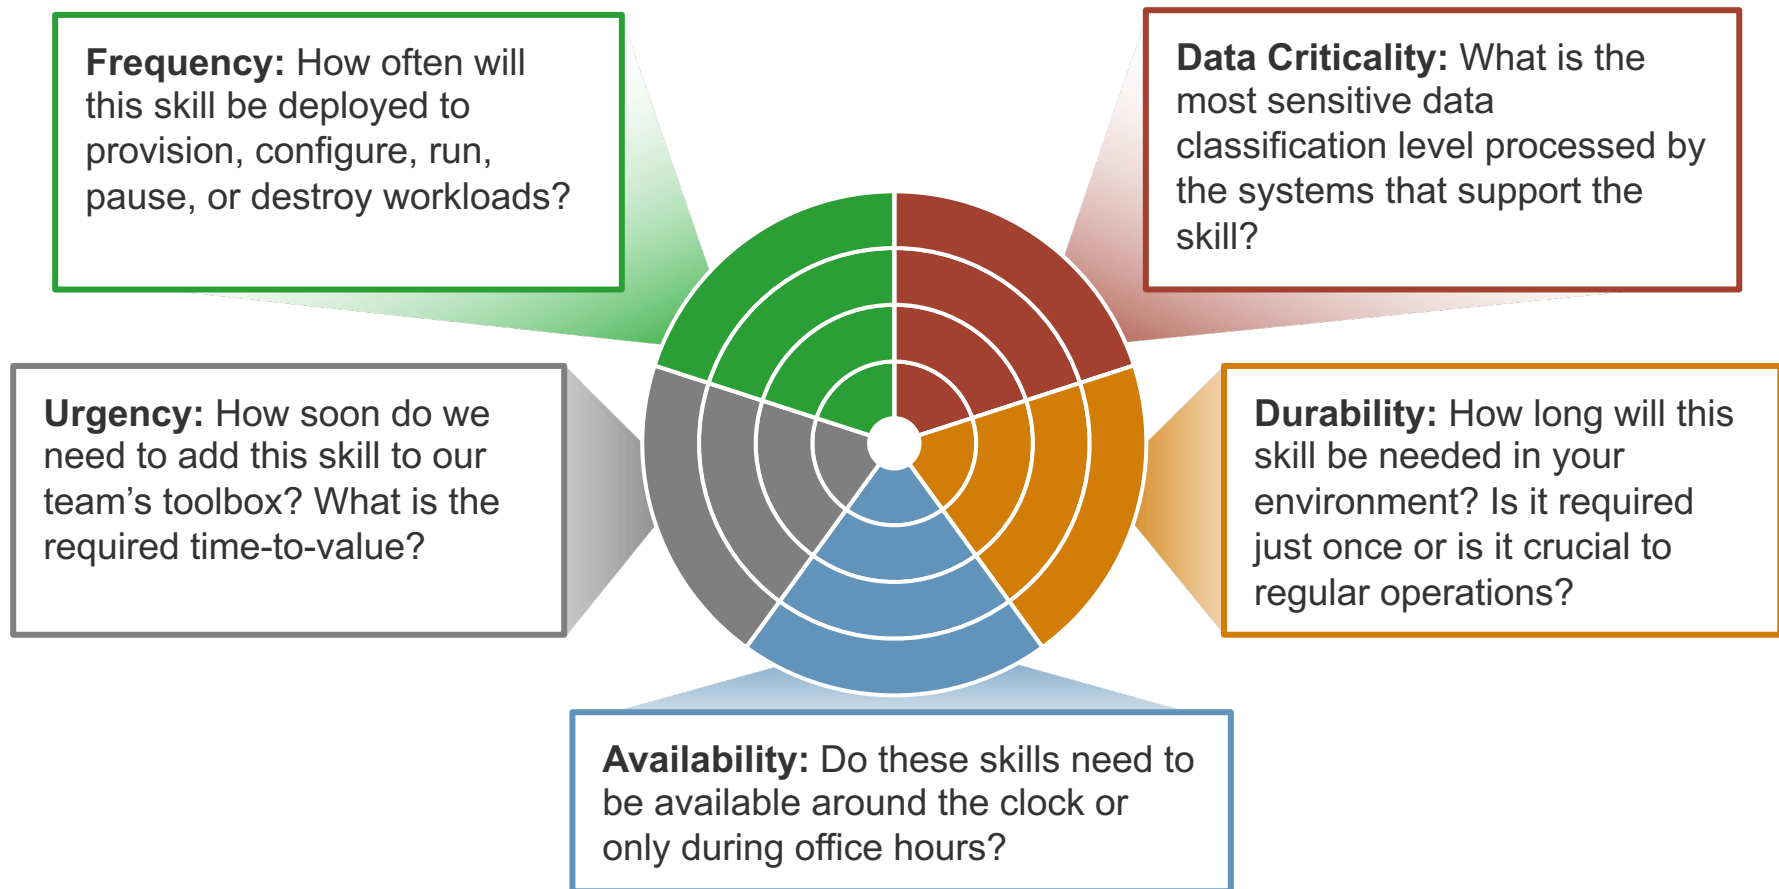 Frequency: How often will
this skill be deployed to
provision, configure, run,
pause, or destroy workloads?
Data Criticality: What is the
most sensitive data
classification level processed by
the systems that support the
skill?
Urgency: How soon do we
need to add this skill to our
team’s toolbox? What is the
required time-to-value?
Durability: How long will this
skill be needed in your
environment? Is it required
just once or is it crucial to
regular operations?
Availability: Do these skills need to
be available around the clock or
only during office hours?